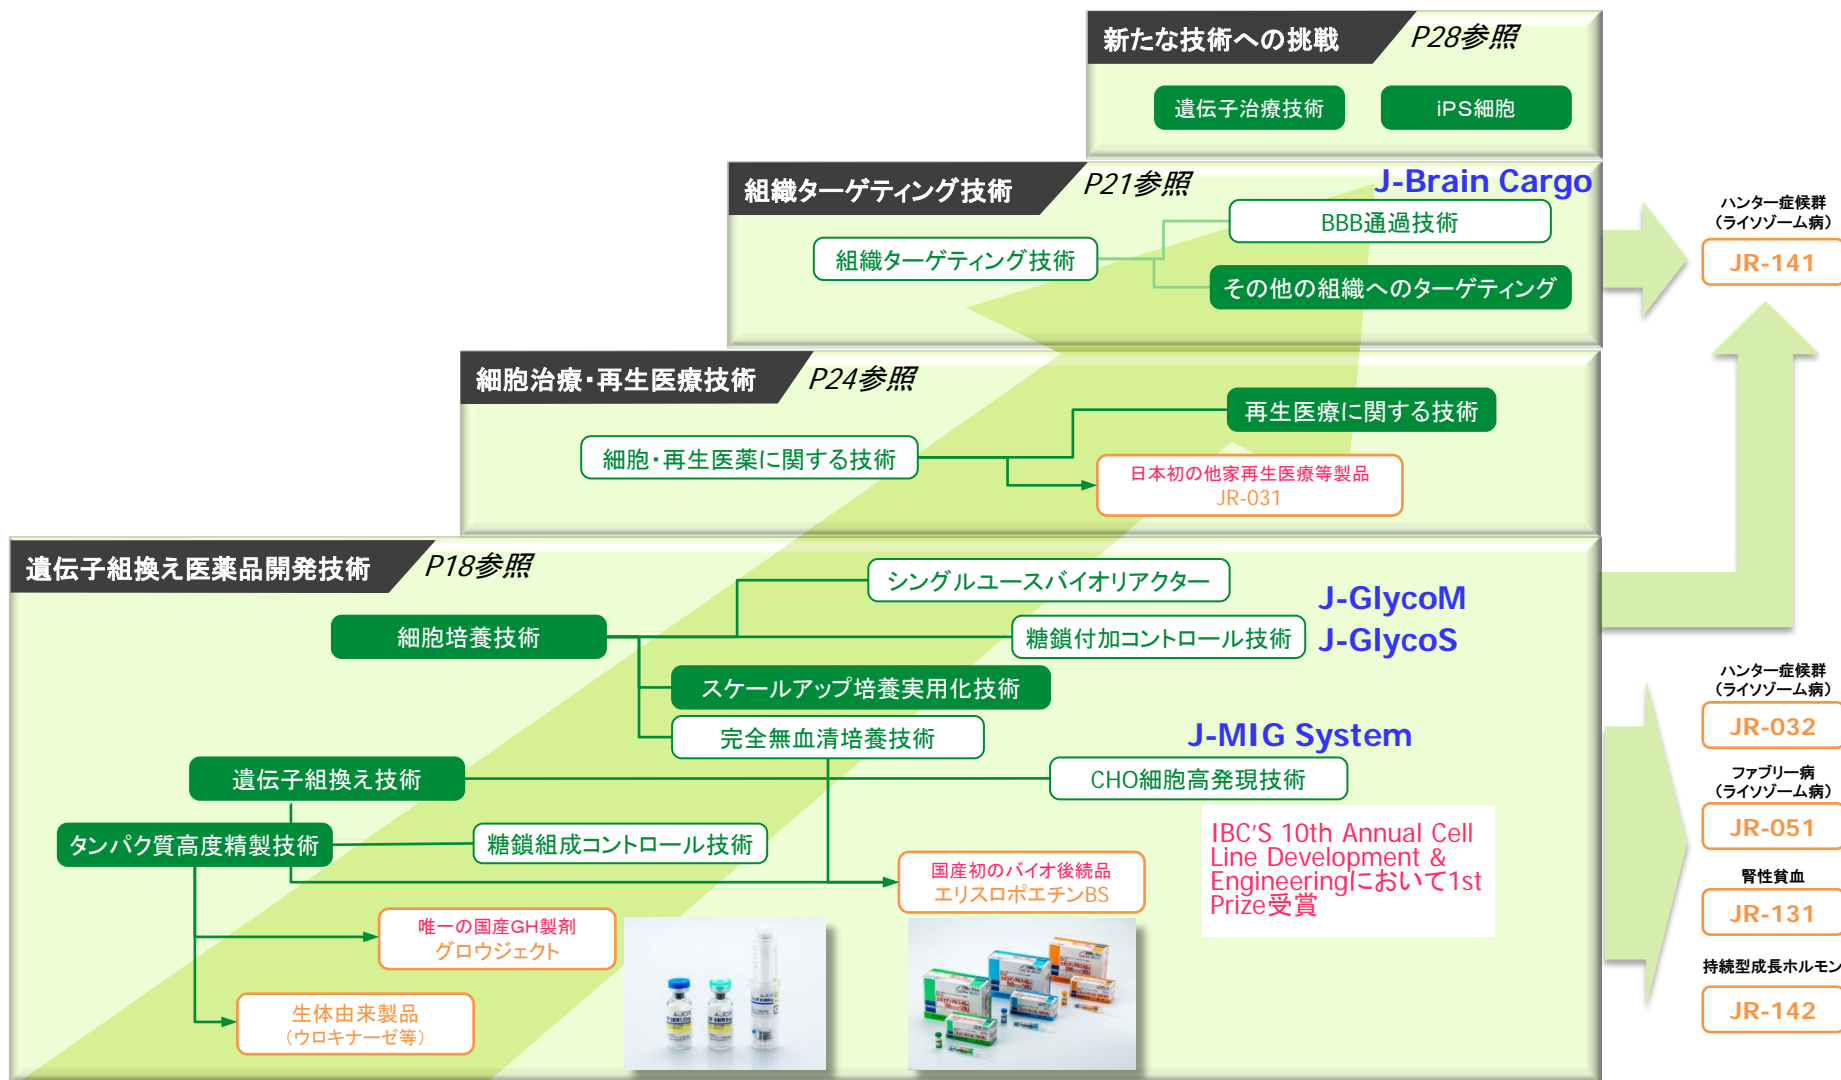 新たな技術への挑戦
P28参照
遺伝子治療技術
iPS細胞
組織ターゲティング技術
P21参照
J-Brain Cargo
BBB通過技術
組織ターゲティング技術
その他の組織へのターゲティング
ハンター症候群
（ライソゾーム病）
JR-141
細胞治療・再生医療技術
P24参照
再生医療に関する技術
細胞・再生医薬に関する技術
日本初の他家再生医療等製品
JR-031
遺伝子組換え医薬品開発技術
P18参照
シングルユースバイオリアクター
J-GlycoM
細胞培養技術
糖鎖付加コントロール技術
J-GlycoS
スケールアップ培養実用化技術
完全無血清培養技術
J-MIG System
遺伝子組換え技術
CHO細胞高発現技術
タンパク質高度精製技術
糖鎖組成コントロール技術
IBC'S 10th Annual Cell
Line Development &
Engineeringにおいて1st
Prize受賞
国産初のバイオ後続品
エリスロポエチンBS
唯一の国産GH製剤
グロウジェクト
生体由来製品
（ウロキナーゼ等）
ハンター症候群
（ライソゾーム病）
JR-032
ファブリー病
（ライソゾーム病）
JR-051
腎性貧血
JR-131
持続型成長ホルモン
JR-142